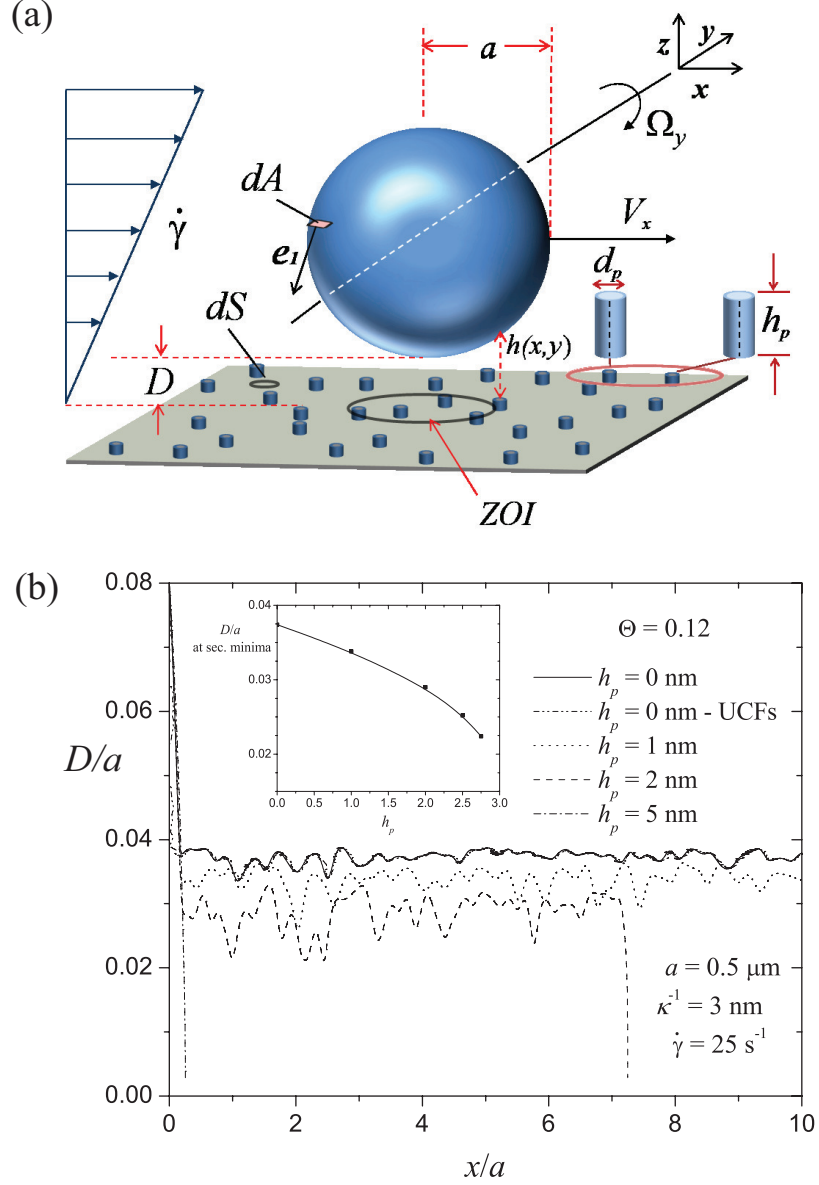 (a)
a
z
y
x
Ω_y
dA
γ̇
e₁
V_x
d_p
dS
h(x,y)
h_p
D
ZOI
(b)
0.08
0.06
0.04
0.02
0.00
D/a
0 2 4 6 8 10
x/a
D/a
at sec. minima
0.04
0.03
0.02
0.0 0.5 1.0 1.5 2.0 2.5 3.0
h_p
Θ = 0.12
h_p = 0 nm
h_p = 0 nm - UCFs
h_p = 1 nm
h_p = 2 nm
h_p = 5 nm
a = 0.5 μm
κ⁻¹ = 3 nm
γ̇ = 25 s⁻¹